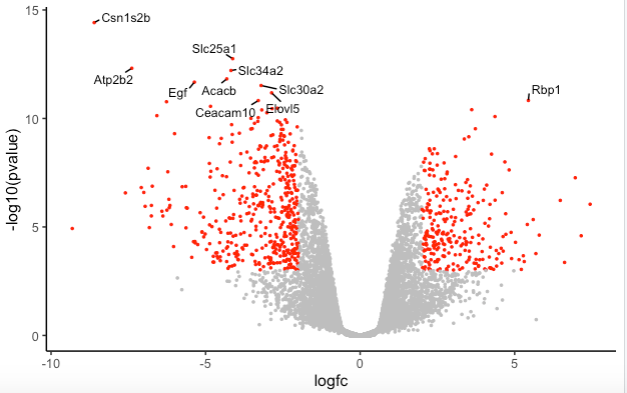 15
Csn1s2b
Slc25a1
Atp2b2
Slc34a2
Egf
Acacb
Slc30a2
Rbp1
Ceacam10
Elovl5
10
5
0
-log10(pvalue)
-10
-5
0
5
logfc